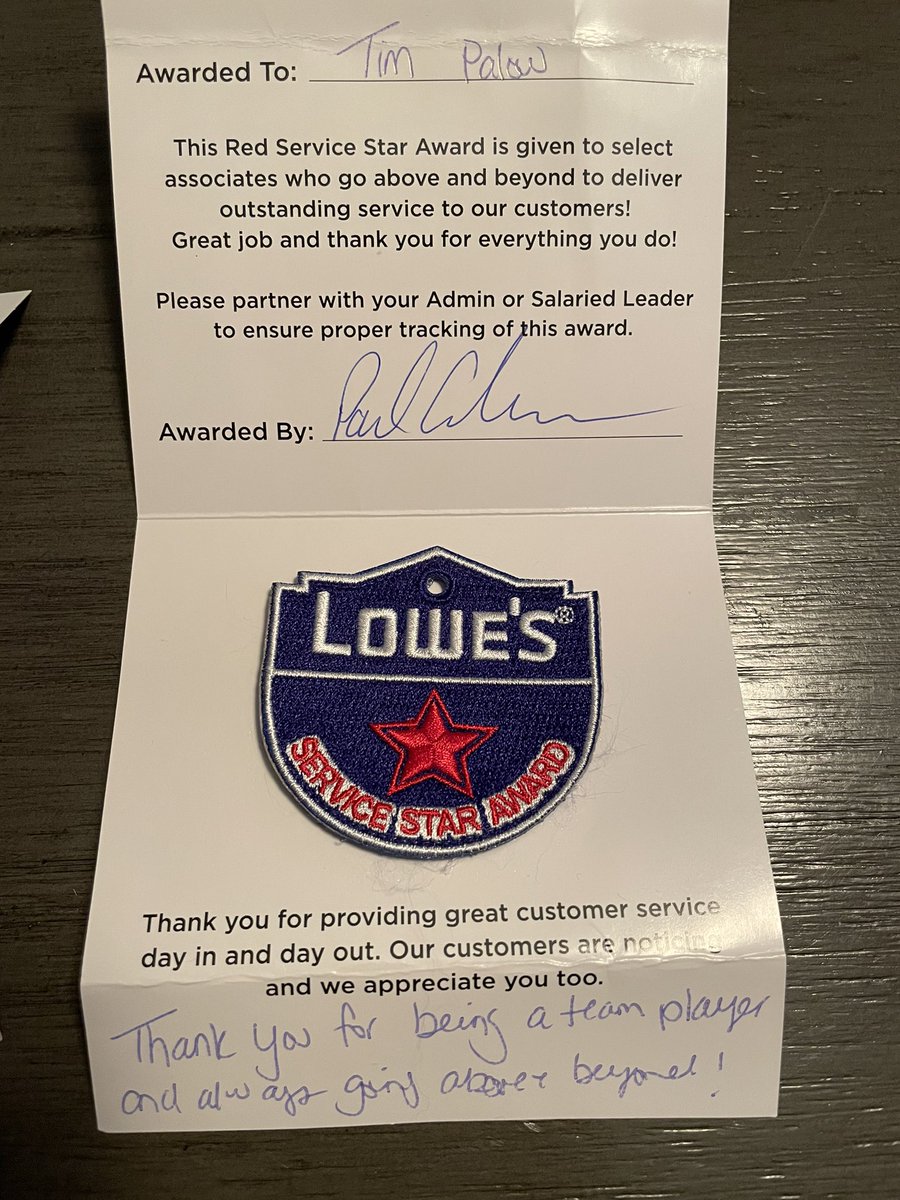 Awarded To: Tim Palow
This Red Service Star Award is given to select
associates who go above and beyond to deliver
outstanding service to our customers!
Great job and thank you for everything you do!
Please partner with your Admin or Salaried Leader
to ensure proper tracking of this award.
Awarded By: Paul
LOWE'S®
SERVICE STAR AWARD
Thank you for providing great customer service
day in and day out. Our customers are noticing
and we appreciate you too.
Thank you for being a team player
and always going above + beyond!